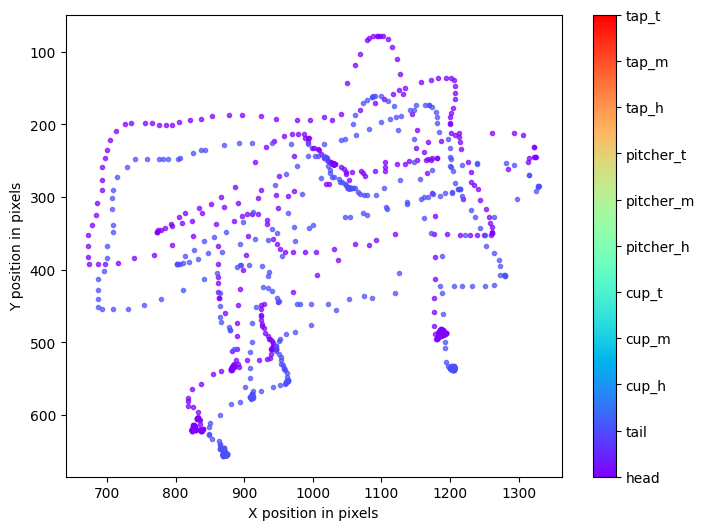 100
200
300
400
500
600
Y position in pixels
700
800
900
1000
1100
1200
1300
X position in pixels
tap_t
tap_m
tap_h
pitcher_t
pitcher_m
pitcher_h
cup_t
cup_m
cup_h
tail
head